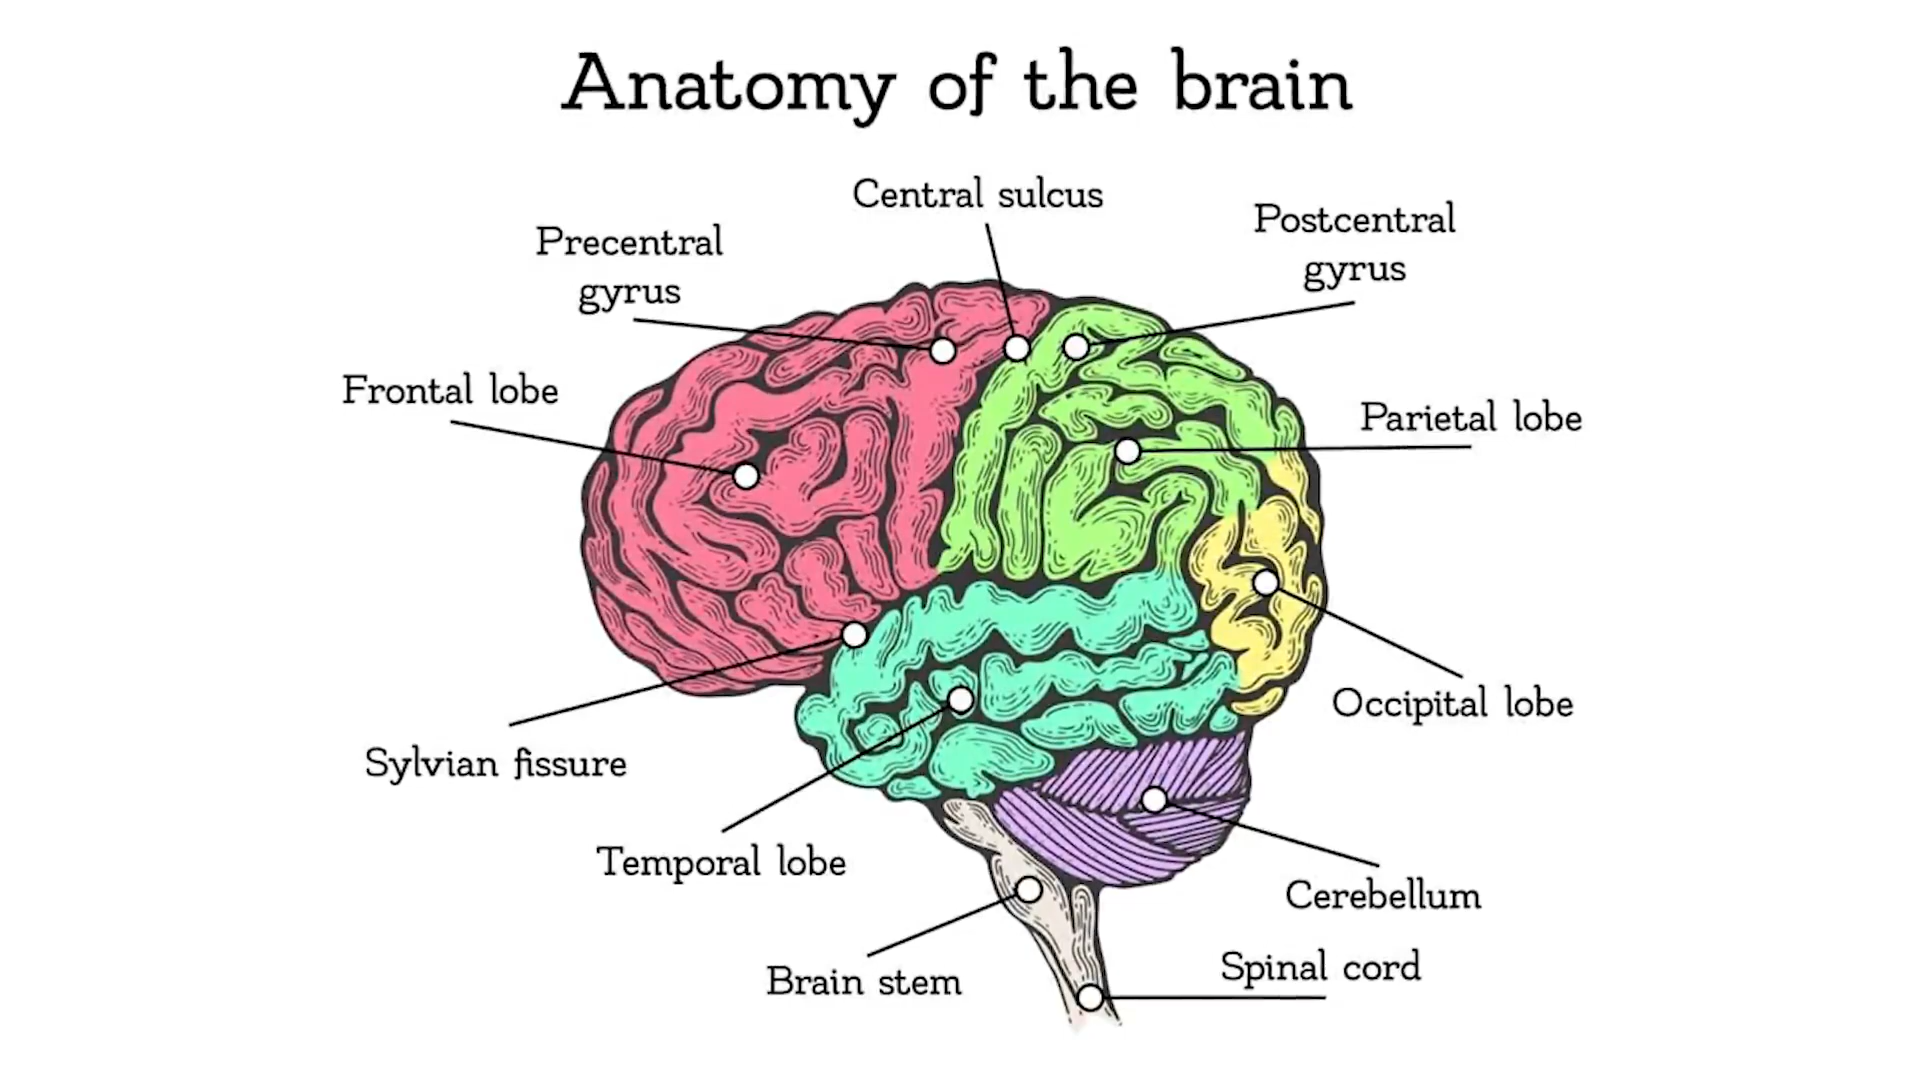 Anatomy of the brain
Central sulcus
Precentral
gyrus
Postcentral
gyrus
Frontal lobe
Parietal lobe
Sylvian fissure
Occipital lobe
Temporal lobe
Cerebellum
Brain stem
Spinal cord